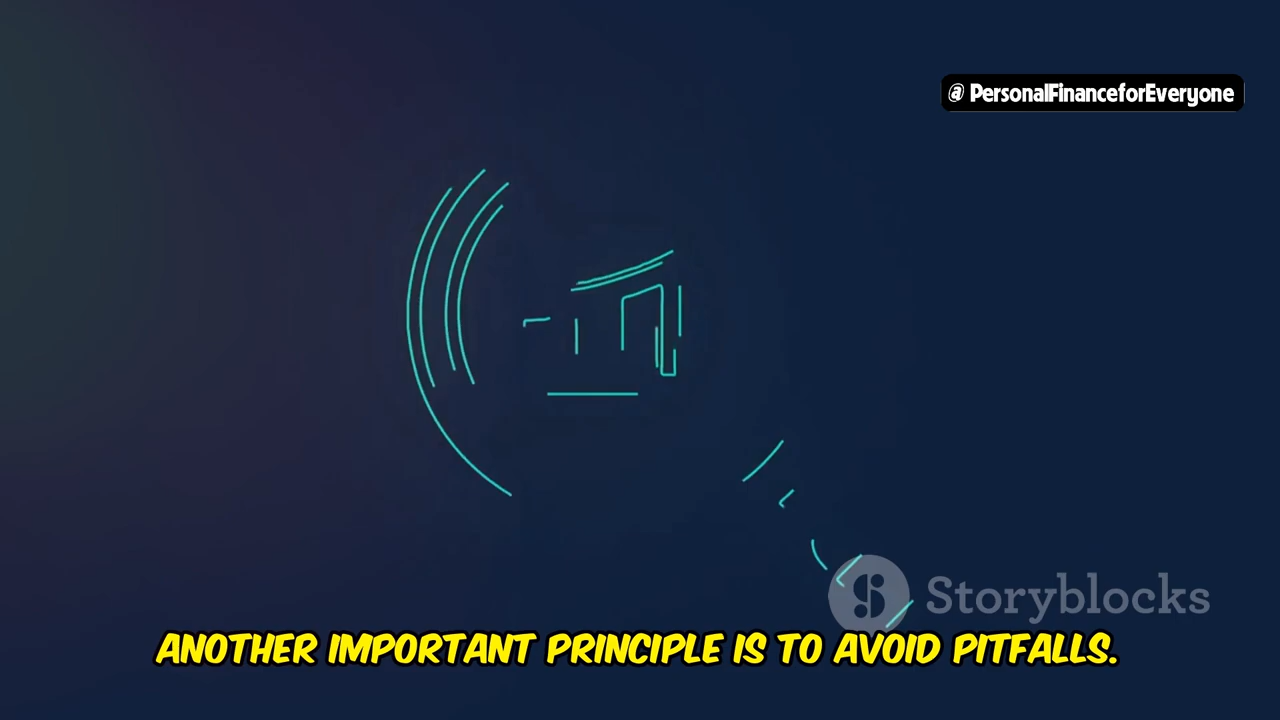 @ PersonalFinanceforEveryone
Storyblocks
ANOTHER IMPORTANT PRINCIPLE IS TO AVOID PITFALLS.